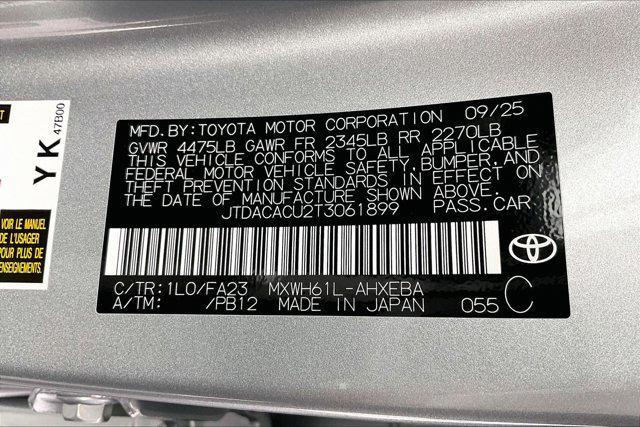 MFD. BY: TOYOTA MOTOR CORPORATION 09/25
GVWR 4475LB GAWR FR 2345LB RR 2270LB
THIS VEHICLE CONFORMS TO ALL APPLICABLE
FEDERAL MOTOR VEHICLE SAFETY, BUMPER, AND
THEFT PREVENTION STANDARDS IN EFFECT ON
THE DATE OF MANUFACTURE SHOWN ABOVE.
JTDACACU2T3061899 PASS. CAR
C/TR: 1L0/FA23 MXWH61L-AHXEBA
A/TM: /PB12 MADE IN JAPAN 055 C
YK
47B00
VOIR LE MANUEL
DE L'USAGER
POUR PLUS DE
RENSEIGNEMENTS.